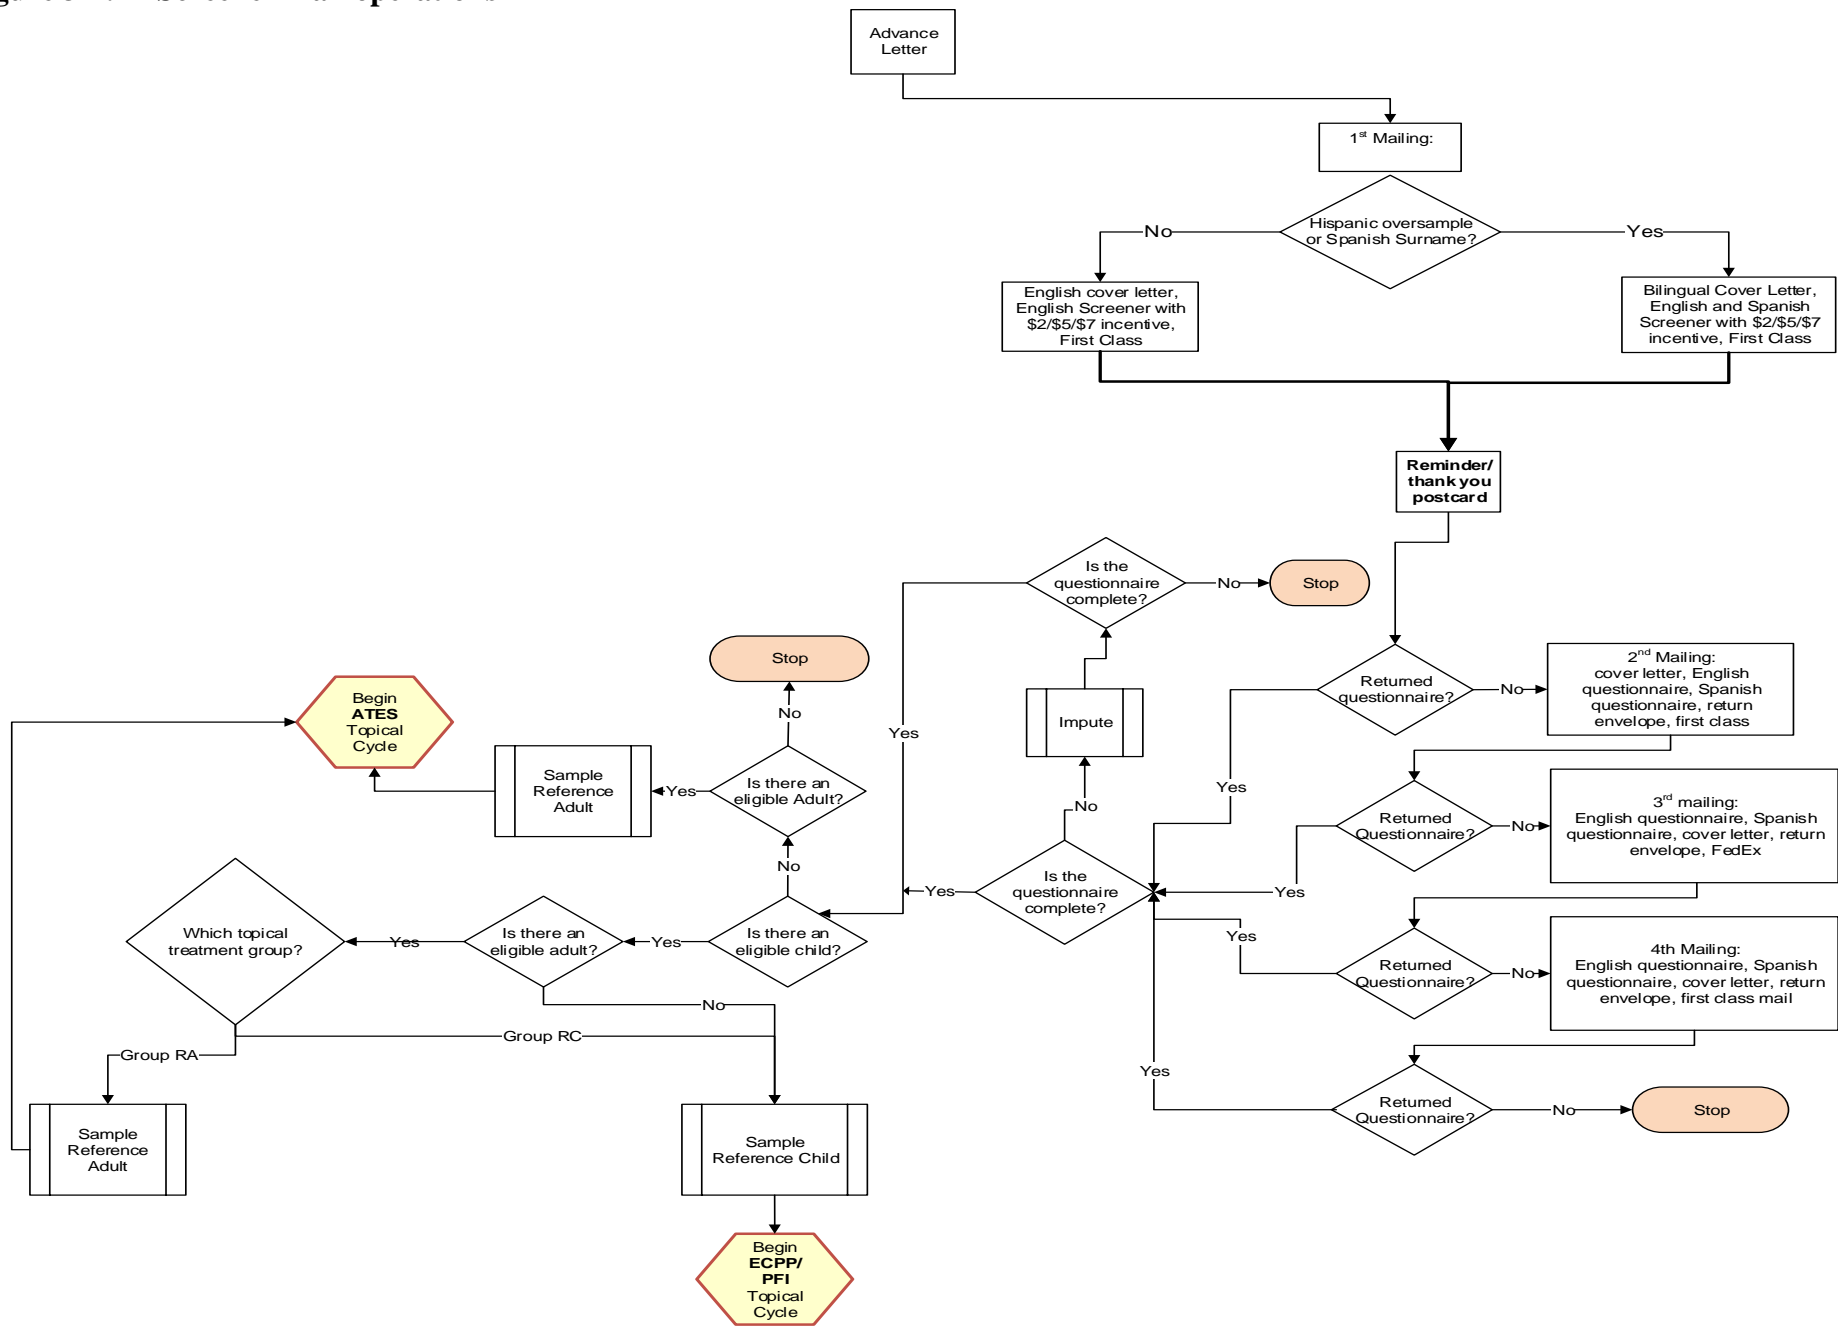 Advance
Letter
1st Mailing:
Hispanic oversample
or Spanish Surname?
No
Yes
English cover letter,
English Screener with
$2/$5/$7 incentive,
First Class
Bilingual Cover Letter,
English and Spanish
Screener with $2/$5/$7
incentive, First Class
Reminder/
thank you
postcard
Is the
questionnaire
complete?
No
Stop
Yes
Returned
questionnaire?
No
2nd Mailing:
cover letter, English
questionnaire, Spanish
questionnaire, return
envelope, first class
Yes
Returned
Questionnaire?
No
3rd mailing:
English questionnaire, Spanish
questionnaire, cover letter, return
envelope, FedEx
Yes
Returned
Questionnaire?
No
4th Mailing:
English questionnaire, Spanish
questionnaire, cover letter, return
envelope, first class mail
Yes
Returned
Questionnaire?
No
Stop
Yes
Impute
No
Is the
questionnaire
complete?
Yes
Stop
No
Is there an
eligible Adult?
Yes
Sample
Reference
Adult
Begin
ATES
Topical
Cycle
No
Is there an
eligible child?
Yes
Is there an
eligible adult?
Yes
Which topical
treatment group?
No
Group RC
Group RA
Sample
Reference
Adult
Sample
Reference Child
Begin
ECPP/
PFI
Topical
Cycle